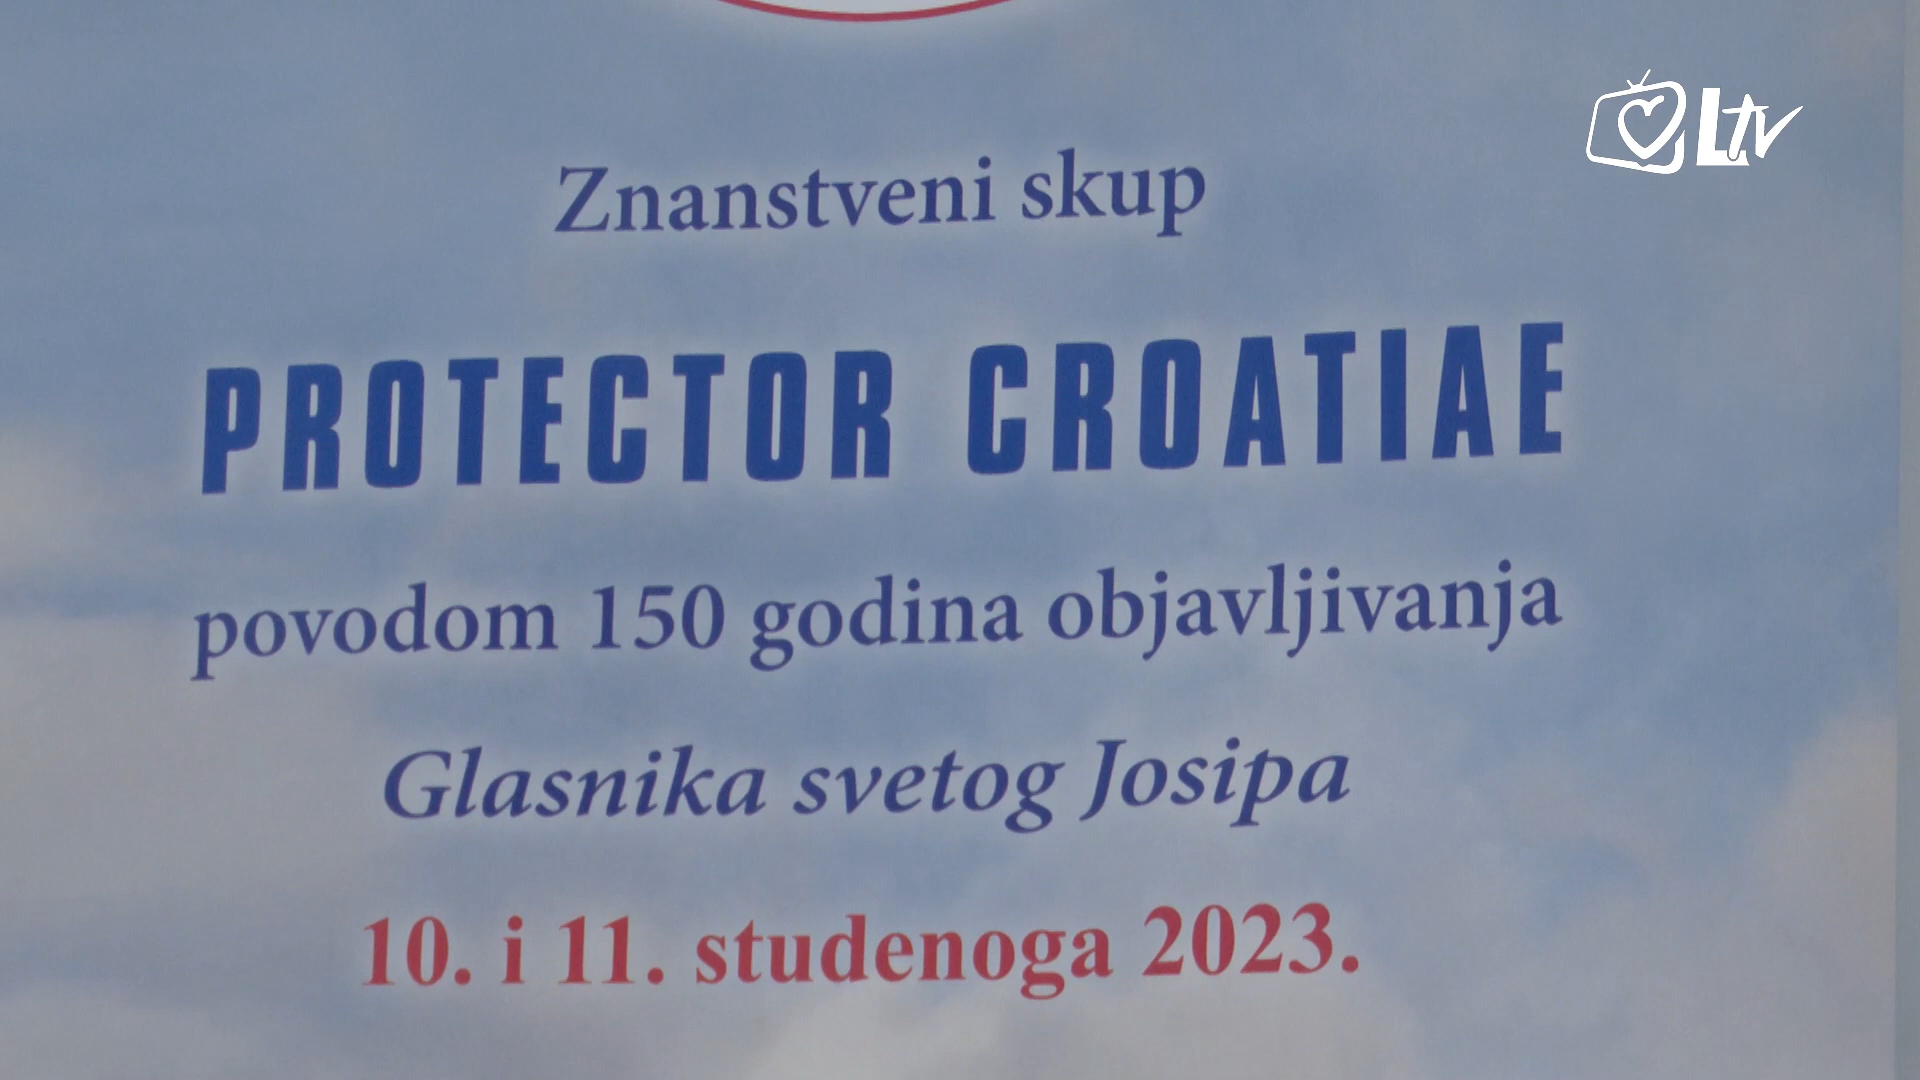 LTV
Znanstveni skup
PROTECTOR CROATIAE
povodom 150 godina objavljivanja
Glasnika svetog Josipa
10. i 11. studenoga 2023.